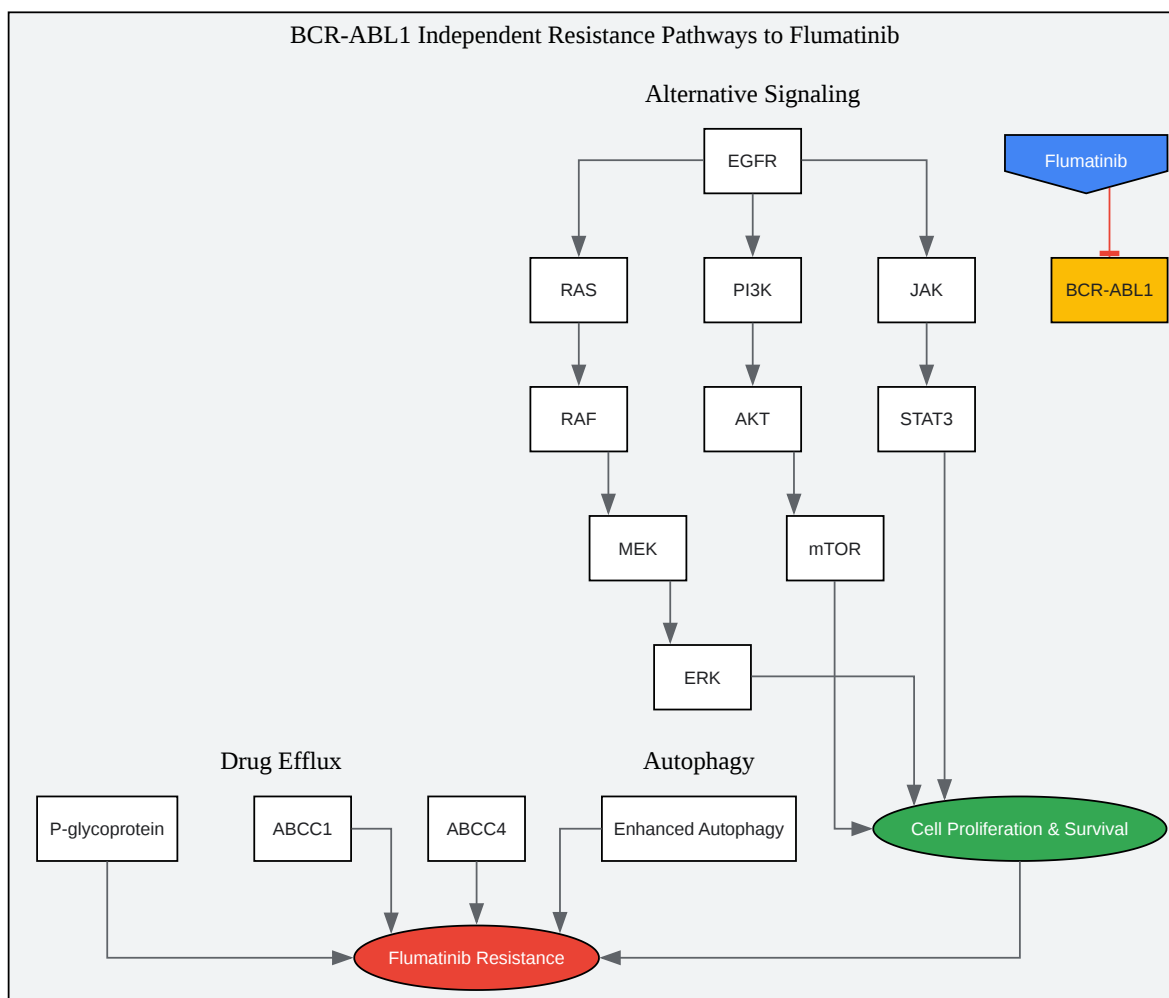 BCR-ABL1 Independent Resistance Pathways to Flumatinib
Alternative Signaling
EGFR
Flumatinib
RAS
PI3K
JAK
BCR-ABL1
RAF
AKT
STAT3
MEK
mTOR
ERK
Drug Efflux
Autophagy
P-glycoprotein
ABCC1
ABCC4
Enhanced Autophagy
Cell Proliferation & Survival
Flumatinib Resistance